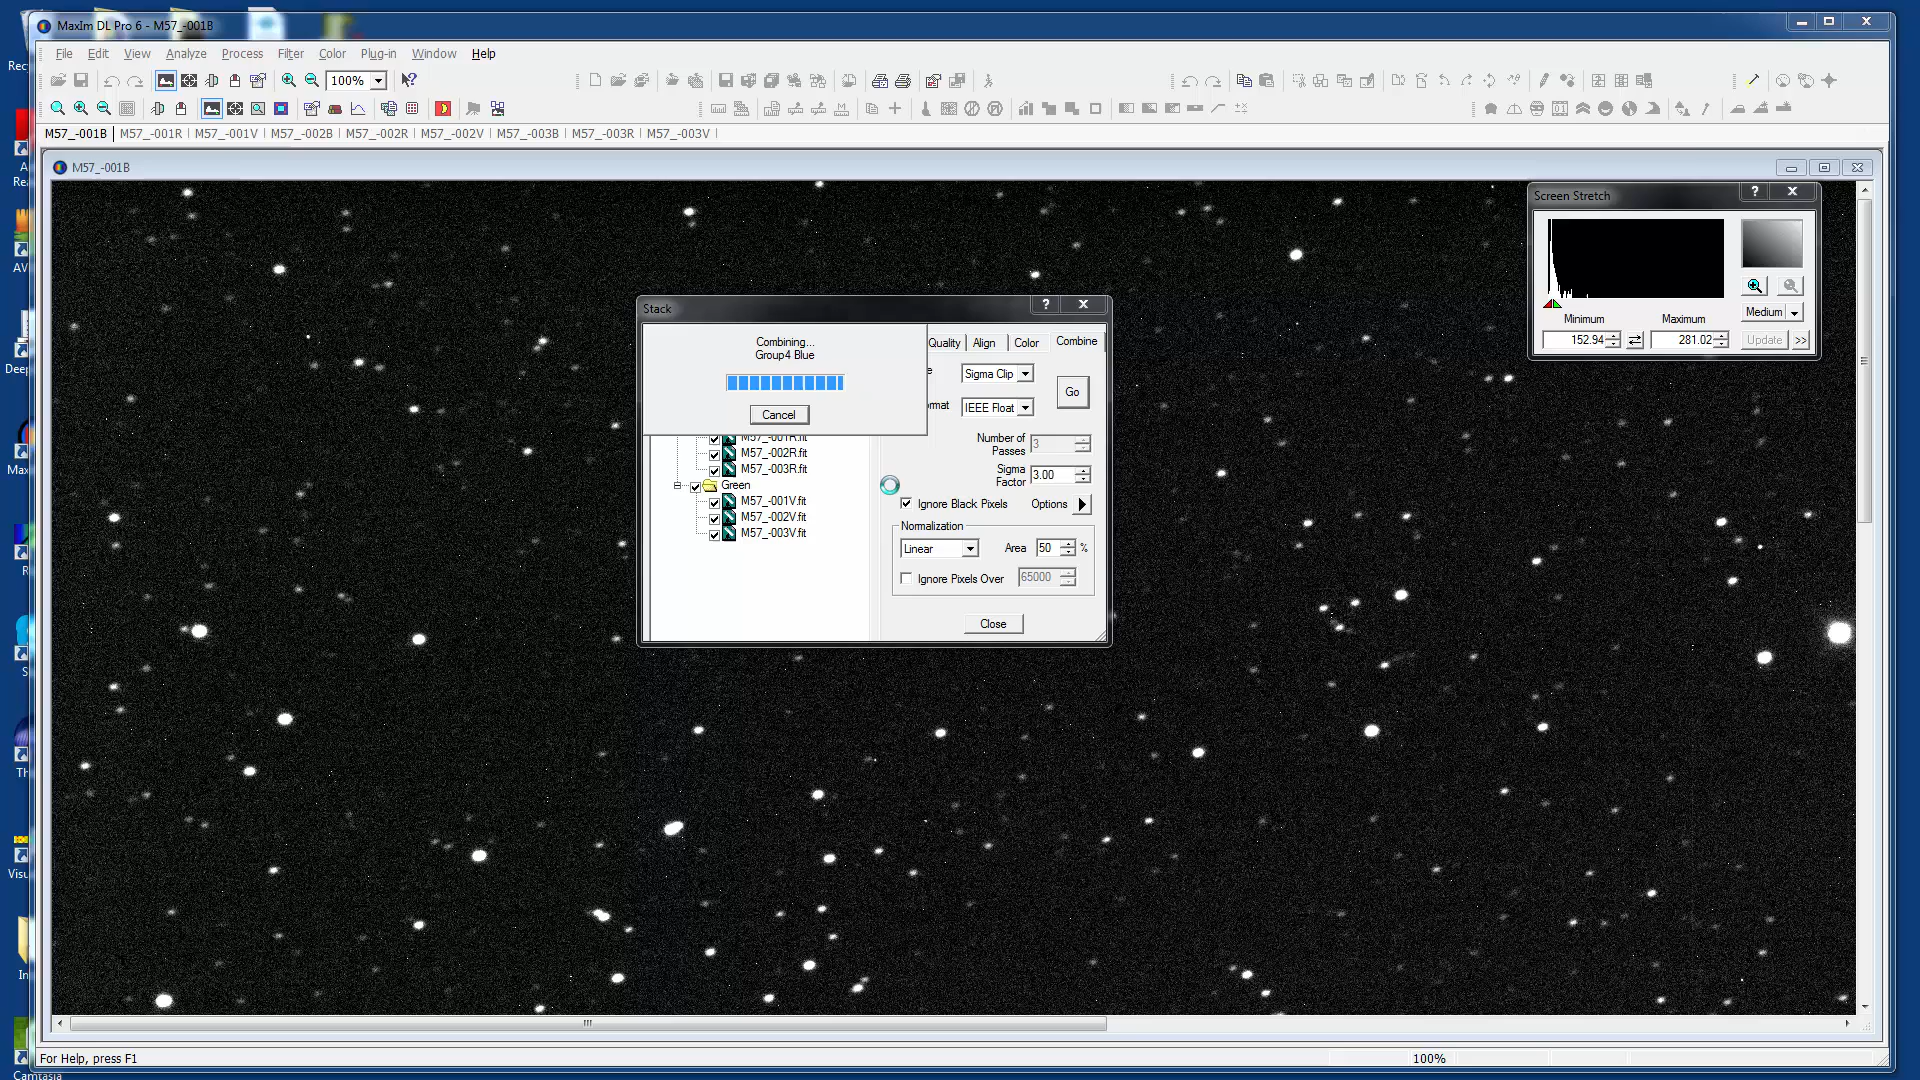 MaxIm DL Pro 6 - M57_-001B
File Edit View Analyze Process Filter Color Plug-in Window Help
100%
M57_-001B M57_-001R M57_-001V M57_-002B M57_-002R M57_-002V M57_-003B M57_-003R M57_-003V
M57_-001B
Screen Stretch
Minimum Maximum Medium
152.94 281.02 Update >>
Stack
Combining...
Group4 Blue
Cancel
Quality Align Color Combine
Sigma Clip
Go
IEEE Float
Number of Passes 3
Sigma Factor 3.00
Ignore Black Pixels Options
Normalization
Linear Area 50 %
Ignore Pixels Over 65000
Close
M57_-001R.fit
M57_-002R.fit
M57_-003R.fit
Green
M57_-001V.fit
M57_-002V.fit
M57_-003V.fit
For Help, press F1
100%
Camtasia